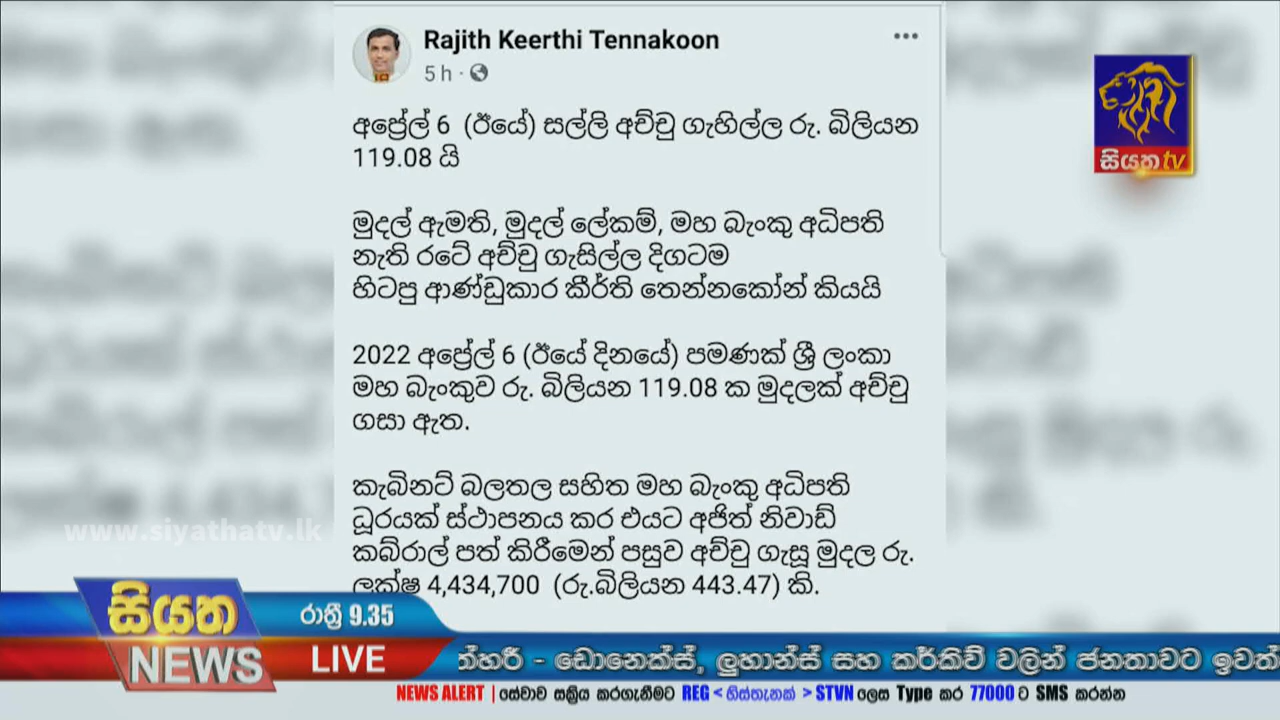 Rajith Keerthi Tennakoon
5 h
අප්‍රේල් 6 (ඊයේ) සල්ලි අච්චු ගැහිල්ල රු. බිලියන
119.08 යි
මුදල් ඇමති, මුදල් ලේකම්, මහ බැංකු අධිපති
නැති රටේ අච්චු ගැසිල්ල දිගටම
හිටපු ආණ්ඩුකාර කීර්ති තෙන්නකෝන් කියයි
2022 අප්‍රේල් 6 (ඊයේ දිනයේ) පමණක් ශ්‍රී ලංකා
මහ බැංකුව රු. බිලියන 119.08 ක මුදලක් අච්චු
ගසා ඇත.
කැබිනට් බලතල සහිත මහ බැංකු අධිපති
ධූරයක් ස්ථාපනය කර එයට අජිත් නිවාඩ්
කබ්රාල් පත් කිරීමෙන් පසුව අච්චු ගැසූ මුදල රු.
ලක්ෂ 4,434,700 (රු.බිලියන 443.47) කි.
සියත tv
www.siyathatv.lk
සියත
NEWS
රාත්‍රී 9.35
LIVE
ත්හරී - ඩොනෙක්ස්, ලුහාන්ස් සහ කර්කිව් වලින් ජනතාවට ඉවත්
NEWS ALERT | සේවාව සක්‍රිය කරගැනීමට REG < හිස්තැනක් > STVN ලෙස Type කර 77000 ට SMS කරන්න